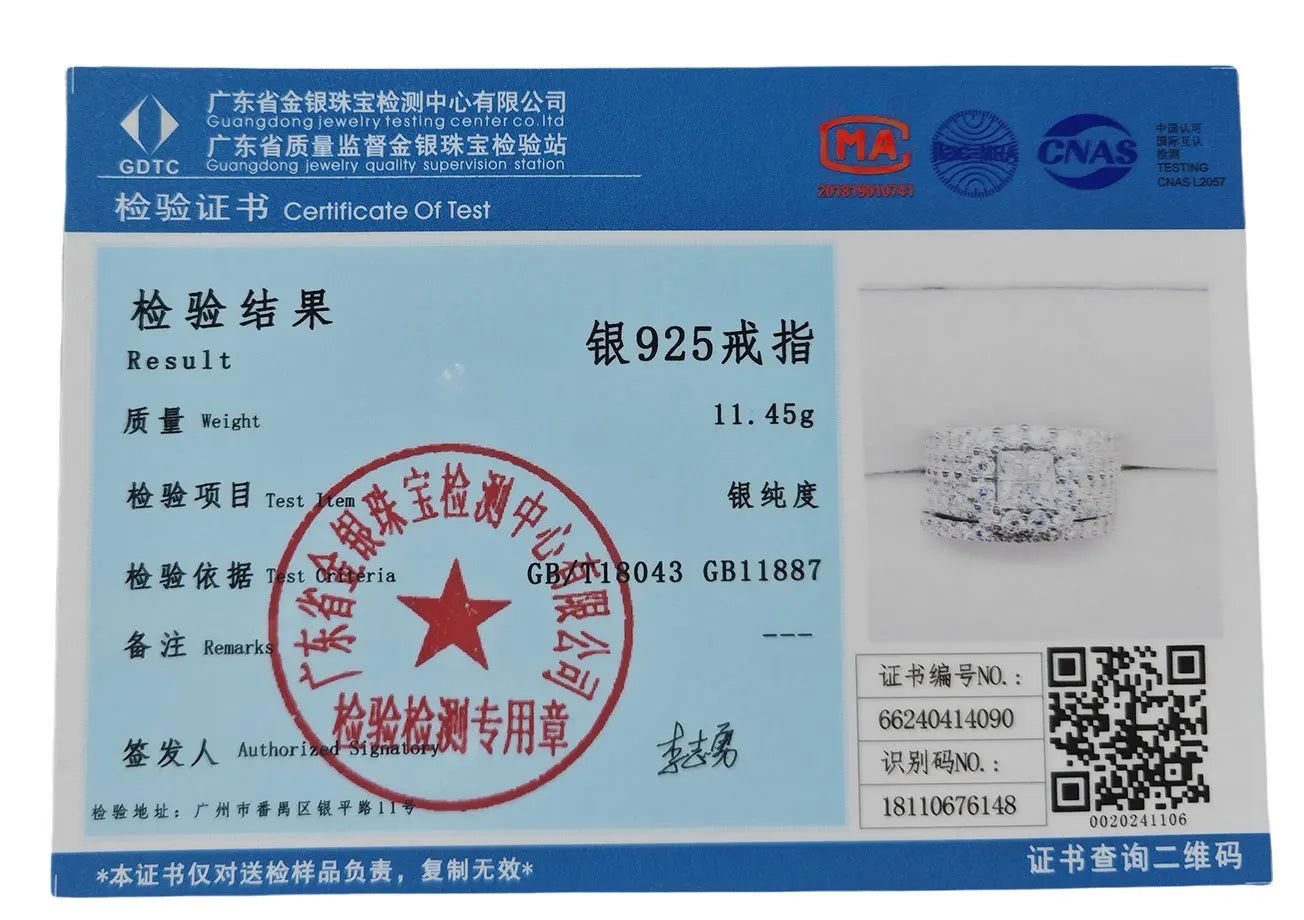 广东省金银珠宝检测中心有限公司
Guangdong jewelry testing center co.ltd
广东省质量监督金银珠宝检验站
Guangdong jewelry quality supervision station
GDTC
检验证书 Certificate Of Test
MA
201819010741
ilac-MRA
CNAS
中国认可
国际互认
检测
TESTING
CNAS L2057
检验结果
Result
银925戒指
质量 Weight 11.45g
检验项目 Test Item 银纯度
检验依据 Test Criteria GB/T18043 GB11887
备注 Remarks ---
广东省金银珠宝检测中心有限公司
检验检测专用章
签发人 Authorized Signatory 李志勇
检验地址：广州市番禺区银平路11号
证书编号NO.：
66240414090
识别码NO.：
18110676148
0020241106
*本证书仅对送检样品负责，复制无效*
证书查询二维码